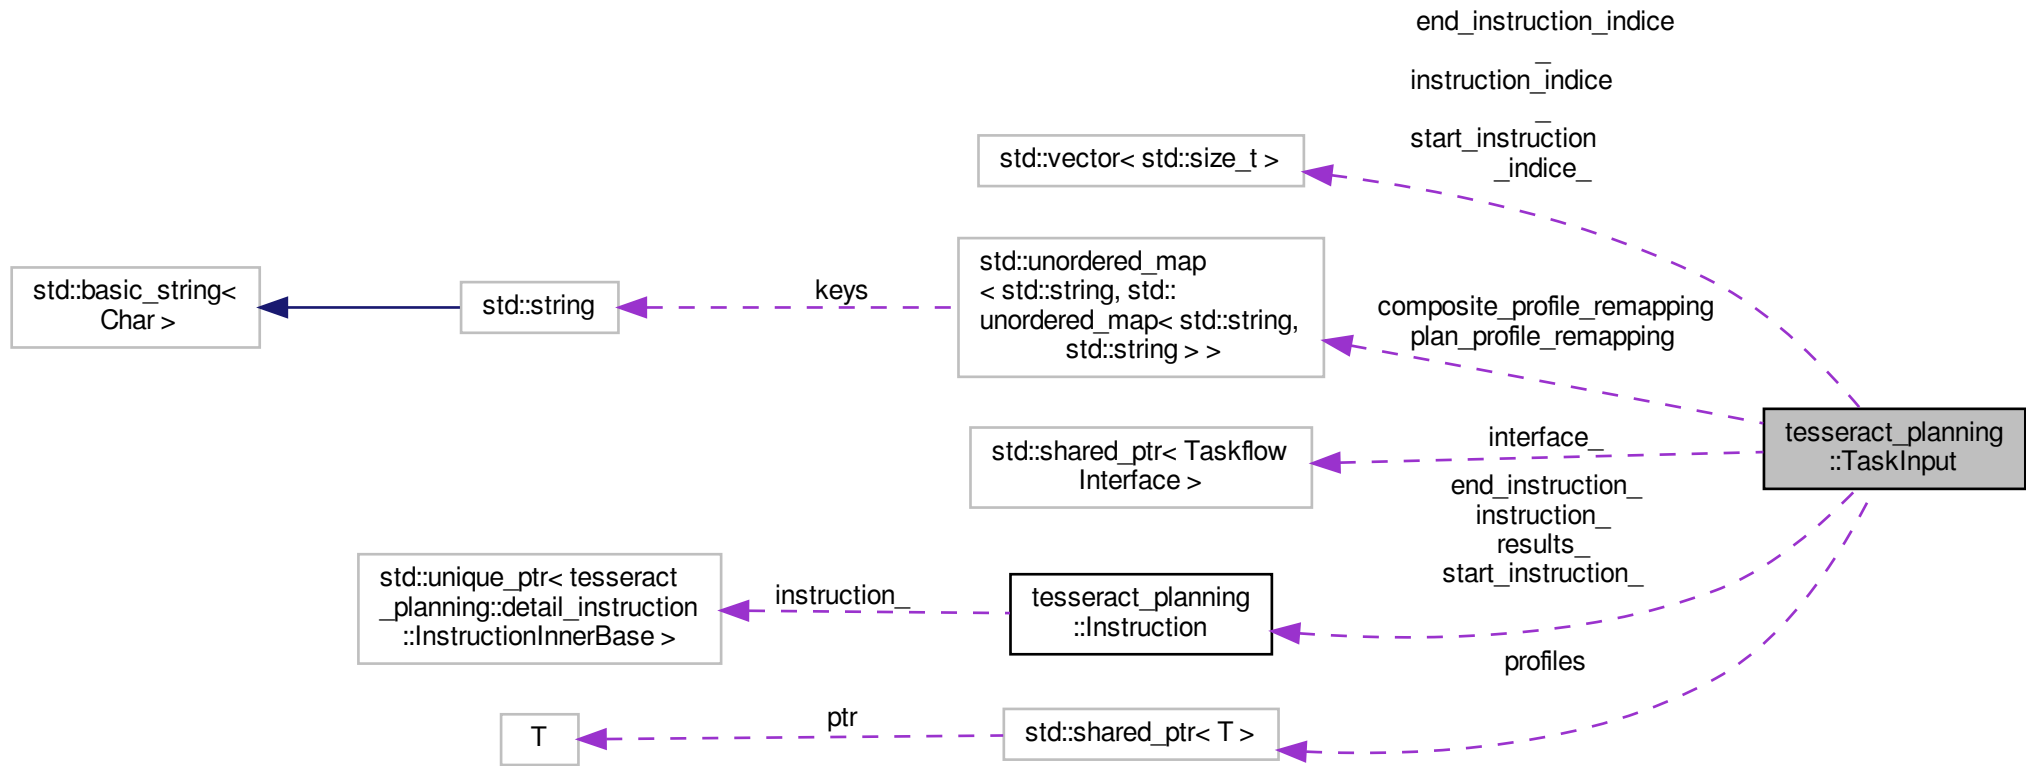 end_instruction_indice
_
instruction_indice
_
start_instruction
_indice_
std::vector< std::size_t >
std::unordered_map
< std::string, std::
unordered_map< std::string,
std::string > >
keys
std::string
std::basic_string<
Char >
composite_profile_remapping
plan_profile_remapping
tesseract_planning
::TaskInput
interface_
std::shared_ptr< Taskflow
Interface >
end_instruction_
instruction_
results_
start_instruction_
std::unique_ptr< tesseract
_planning::detail_instruction
::InstructionInnerBase >
instruction_
tesseract_planning
::Instruction
profiles
ptr
T
std::shared_ptr< T >